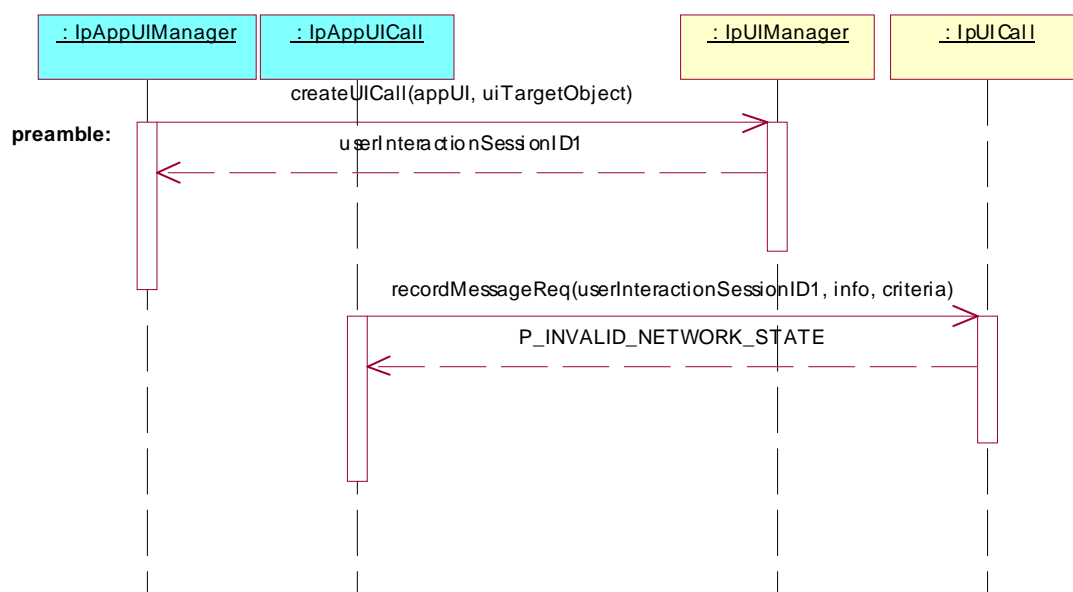 : IpAppUIManager
: IpAppUICall
: IpUIManager
: IpUICall
createUICall(appUI, uiTargetObject)
preamble:
userInteractionSessionID1
recordMessageReq(userInteractionSessionID1, info, criteria)
P_INVALID_NETWORK_STATE